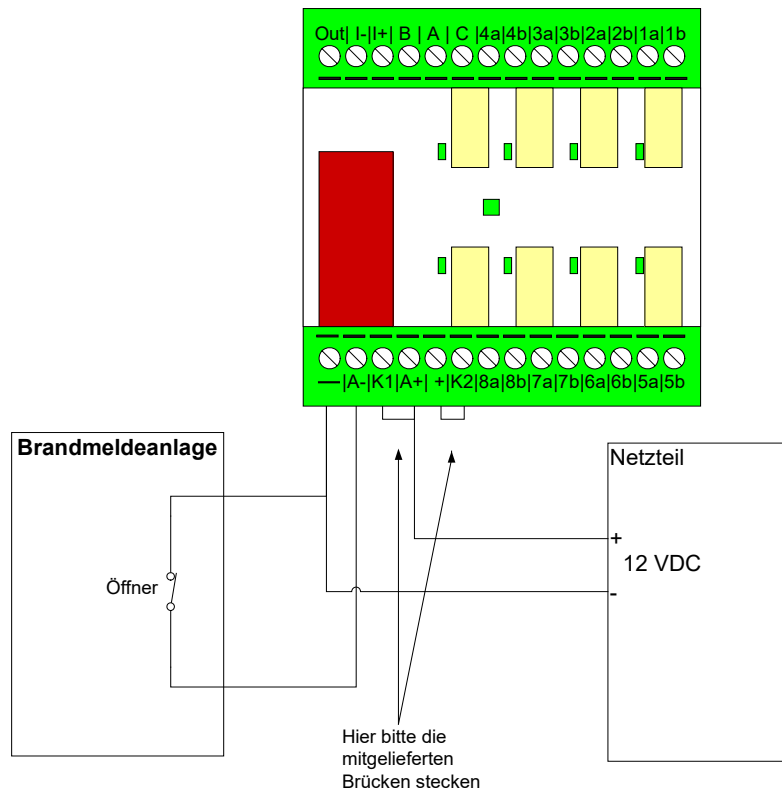 Out| I-|I+| B | A | C |4a|4b|3a|3b|2a|2b|1a|1b
—|A-|K1|A+| +|K2|8a|8b|7a|7b|6a|6b|5a|5b
Brandmeldeanlage
Netzteil
+
12 VDC
-
Öffner
Hier bitte die
mitgelieferten
Brücken stecken